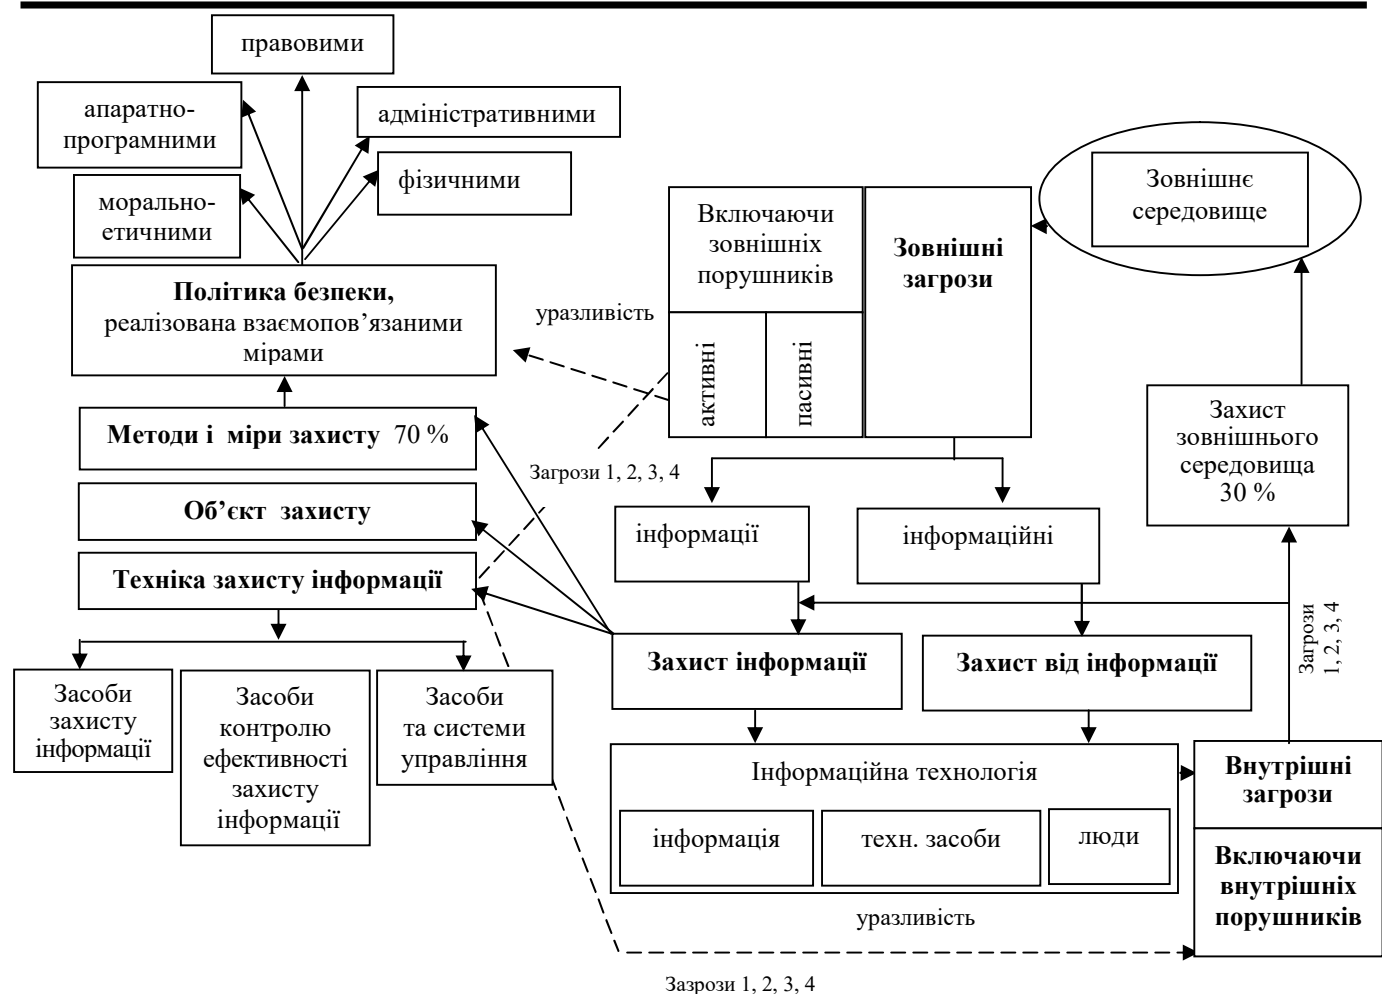 правовими
апаратно-
програмними
адміністративними
морально-
етичними
фізичними
Політика безпеки,
реалізована взаємопов’язаними
мірами
Методи і міри захисту 70 %
Об’єкт захисту
Техніка захисту інформації
Засоби
захисту
інформації
Засоби
контролю
ефективності
захисту
інформації
Засоби
та системи
управління
уразливість
Загрози 1, 2, 3, 4
Включаючи
зовнішніх
порушників
активні
пасивні
Зовнішні
загрози
Зовнішнє
середовище
Захист
зовнішнього
середовища
30 %
інформації
інформаційні
Захист інформації
Захист від інформації
Загрози
1, 2, 3, 4
Інформаційна технологія
інформація
техн. засоби
люди
Внутрішні
загрози
Включаючи
внутрішніх
порушників
уразливість
Зазрози 1, 2, 3, 4